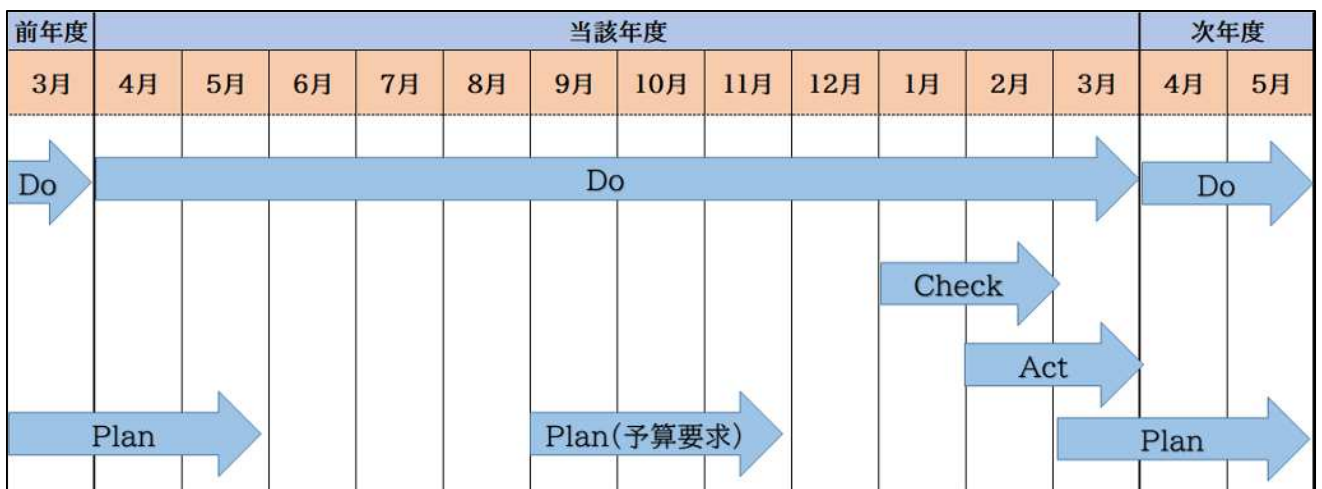 前年度 当該年度 次年度
3月 4月 5月 6月 7月 8月 9月 10月 11月 12月 1月 2月 3月 4月 5月
Do Do Do
Check
Act
Plan Plan(予算要求) Plan